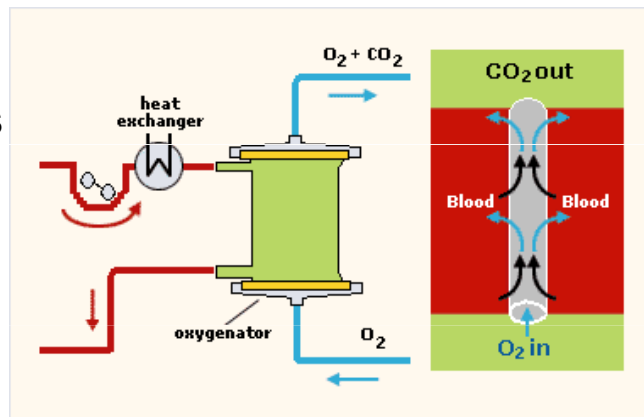 O2 + CO2
heat
exchanger
oxygenator
O2
CO2 out
Blood
Blood
O2 in